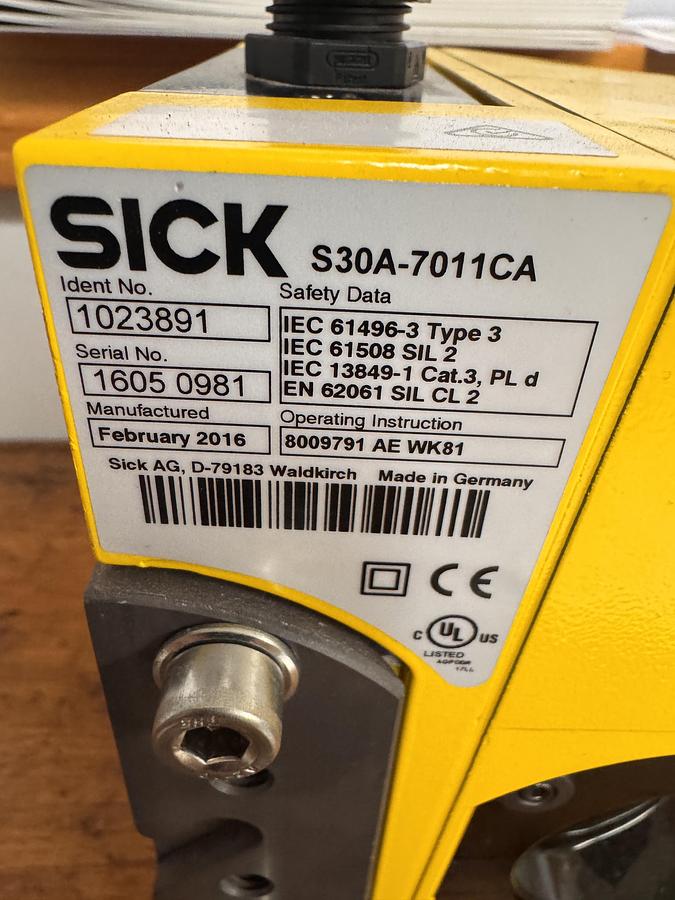 SICK S30A-7011CA
Ident No.
1023891
Serial No.
1605 0981
Manufactured
February 2016
Safety Data
IEC 61496-3 Type 3
IEC 61508 SIL 2
IEC 13849-1 Cat.3, PL d
EN 62061 SIL CL 2
Operating Instruction
8009791 AE WK81
Sick AG, D-79183 Waldkirch Made in Germany
CE
C UL US
LISTED